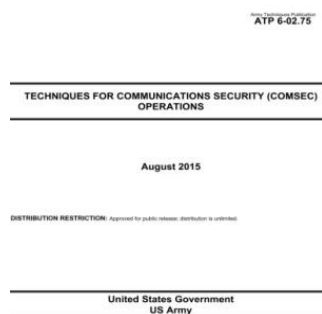 Army Techniques Publication
ATP 6-02.75
TECHNIQUES FOR COMMUNICATIONS SECURITY (COMSEC)
OPERATIONS
August 2015
DISTRIBUTION RESTRICTION: Approved for public release; distribution is unlimited.
United States Government
US Army